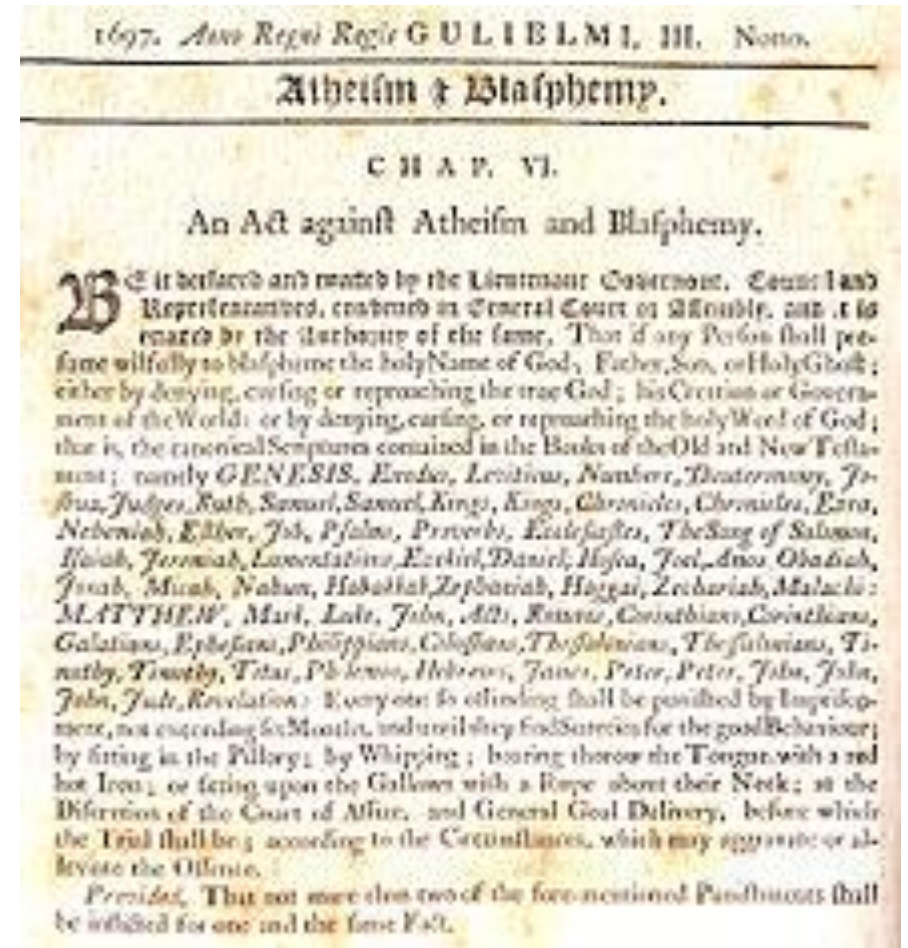 1697. Anno Regni Regis GULIELMI, III. Nono.
Atheiſm & Blaſphemy.
CHAP. VI.
An Act againſt Atheiſm and Blaſphemy.
BE it declared and enacted by the Lieutenant Governour, Council and
Repreſentatives, convened in General Court or Aſſembly, and it is
enacted by the Authority of the ſame, That if any Perſon ſhall pre-
ſume wilfully to blaſpheme the holy Name of God, Father, Son, or Holy Ghoſt;
either by denying, curſing or reproaching the true God; his Creation or Govern-
ment of the World: or by denying, curſing, or reproaching the holy Word of God;
that is, the canonical Scriptures contained in the Books of the Old and New Teſta-
ment; namely GENESIS, Exodus, Leviticus, Numbers, Deuteronomy, Jo-
ſhua, Judges, Ruth, Samuel, Samuel, Kings, Kings, Chronicles, Chronicles, Ezra,
Nehemiah, Eſther, Job, Pſalms, Proverbs, Eccleſiaſtes, The Song of Solomon,
Iſaiah, Jeremiah, Lamentations, Ezekiel, Daniel, Hoſea, Joel, Amos, Obadiah,
Jonah, Micah, Nahum, Habakkuk, Zephaniah, Haggai, Zechariah, Malachi:
MATTHEW, Mark, Luke, John, Acts, Romans, Corinthians, Corinthians,
Galatians, Epheſians, Philippians, Coloſſians, Theſſalonians, Theſſalonians, Ti-
mothy, Timothy, Titus, Philemon, Hebrews, James, Peter, Peter, John, John,
John, Jude, Revelation: Every one ſo offending ſhall be puniſhed by Impriſon-
ment, not exceeding ſix Months, and until they find Sureties for the good Behaviour;
by ſitting in the Pillory; by Whipping; boaring thorow the Tongue, with a red
hot Iron; or ſitting upon the Gallows with a Rope about their Neck; at the
Diſcretion of the Court of Aſſize, and General Goal Delivery, before which
the Trial ſhall be; according to the Circumſtances, which may aggravate or al-
leviate the Offence.
Provided, That not more than two of the fore-mentioned Puniſhments ſhall
be inflicted for one and the ſame Fact.